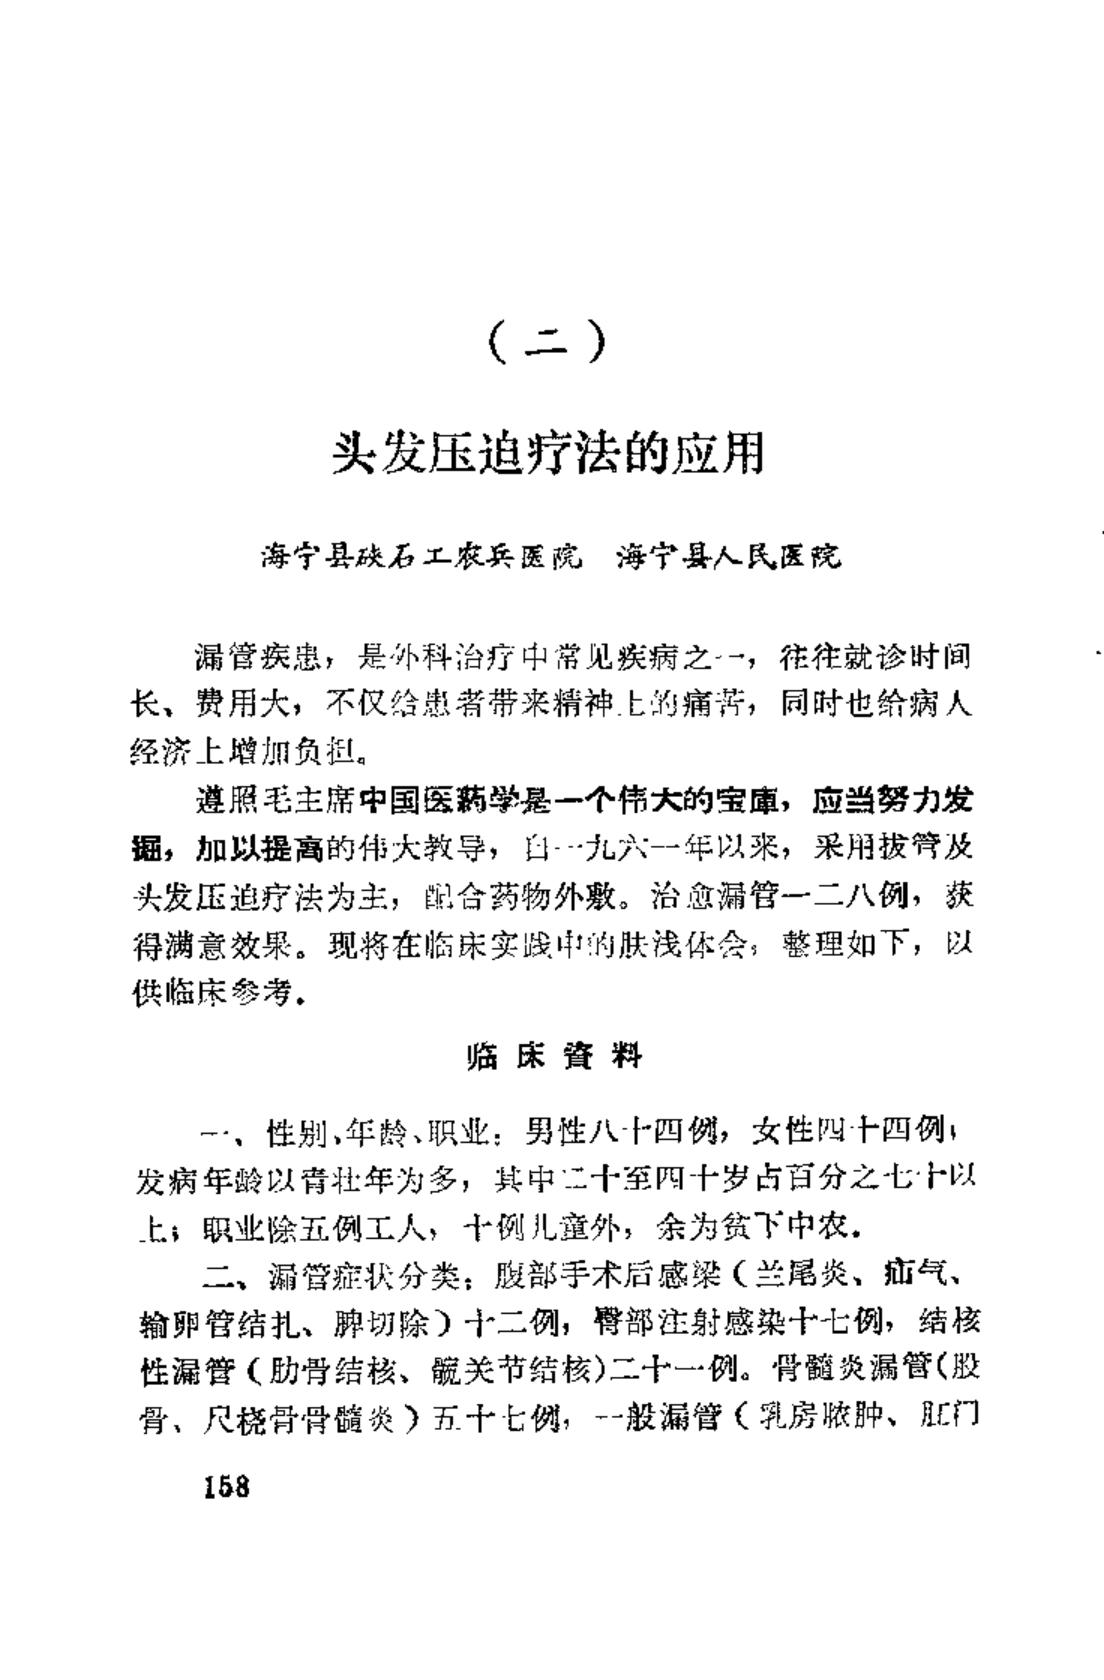 （二）
头发压迫疗法的应用
海宁县硖石工农兵医院　海宁县人民医院
漏管疾患，是外科治疗中常见疾病之一，往往就诊时间
长、费用大，不仅给患者带来精神上的痛苦，同时也给病人
经济上增加负担。
遵照毛主席中国医药学是一个伟大的宝庫，应当努力发
掘，加以提高的伟大教导，自一九六一年以来，采用拔管及
头发压迫疗法为主，配合药物外敷。治愈漏管一二八例，获
得满意效果。现将在临床实践中的肤浅体会，整理如下，以
供临床参考.
临床資料
一、性别、年龄、职业：男性八十四例，女性四十四例；
发病年龄以青壮年为多，其中二十至四十岁占百分之七十以
上；职业除五例工人，十例儿童外，余为贫下中农.
二、漏管症状分类：腹部手术后感梁（兰尾炎、疝气、
输卵管结扎、脾切除）十二例，臀部注射感染十七例，结核
性漏管（肋骨结核、髋关节结核)二十一例。骨髓炎漏管(股
骨、尺桡骨骨髓炎）五十七例，一般漏管（乳房脓肿、肛门
158